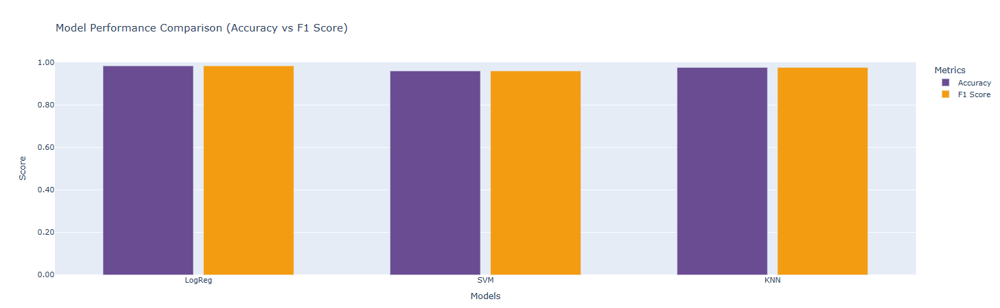 Model Performance Comparison (Accuracy vs F1 Score)
Metrics
Accuracy
F1 Score
Score
1.00
0.80
0.60
0.40
0.20
0.00
LogReg
SVM
KNN
Models